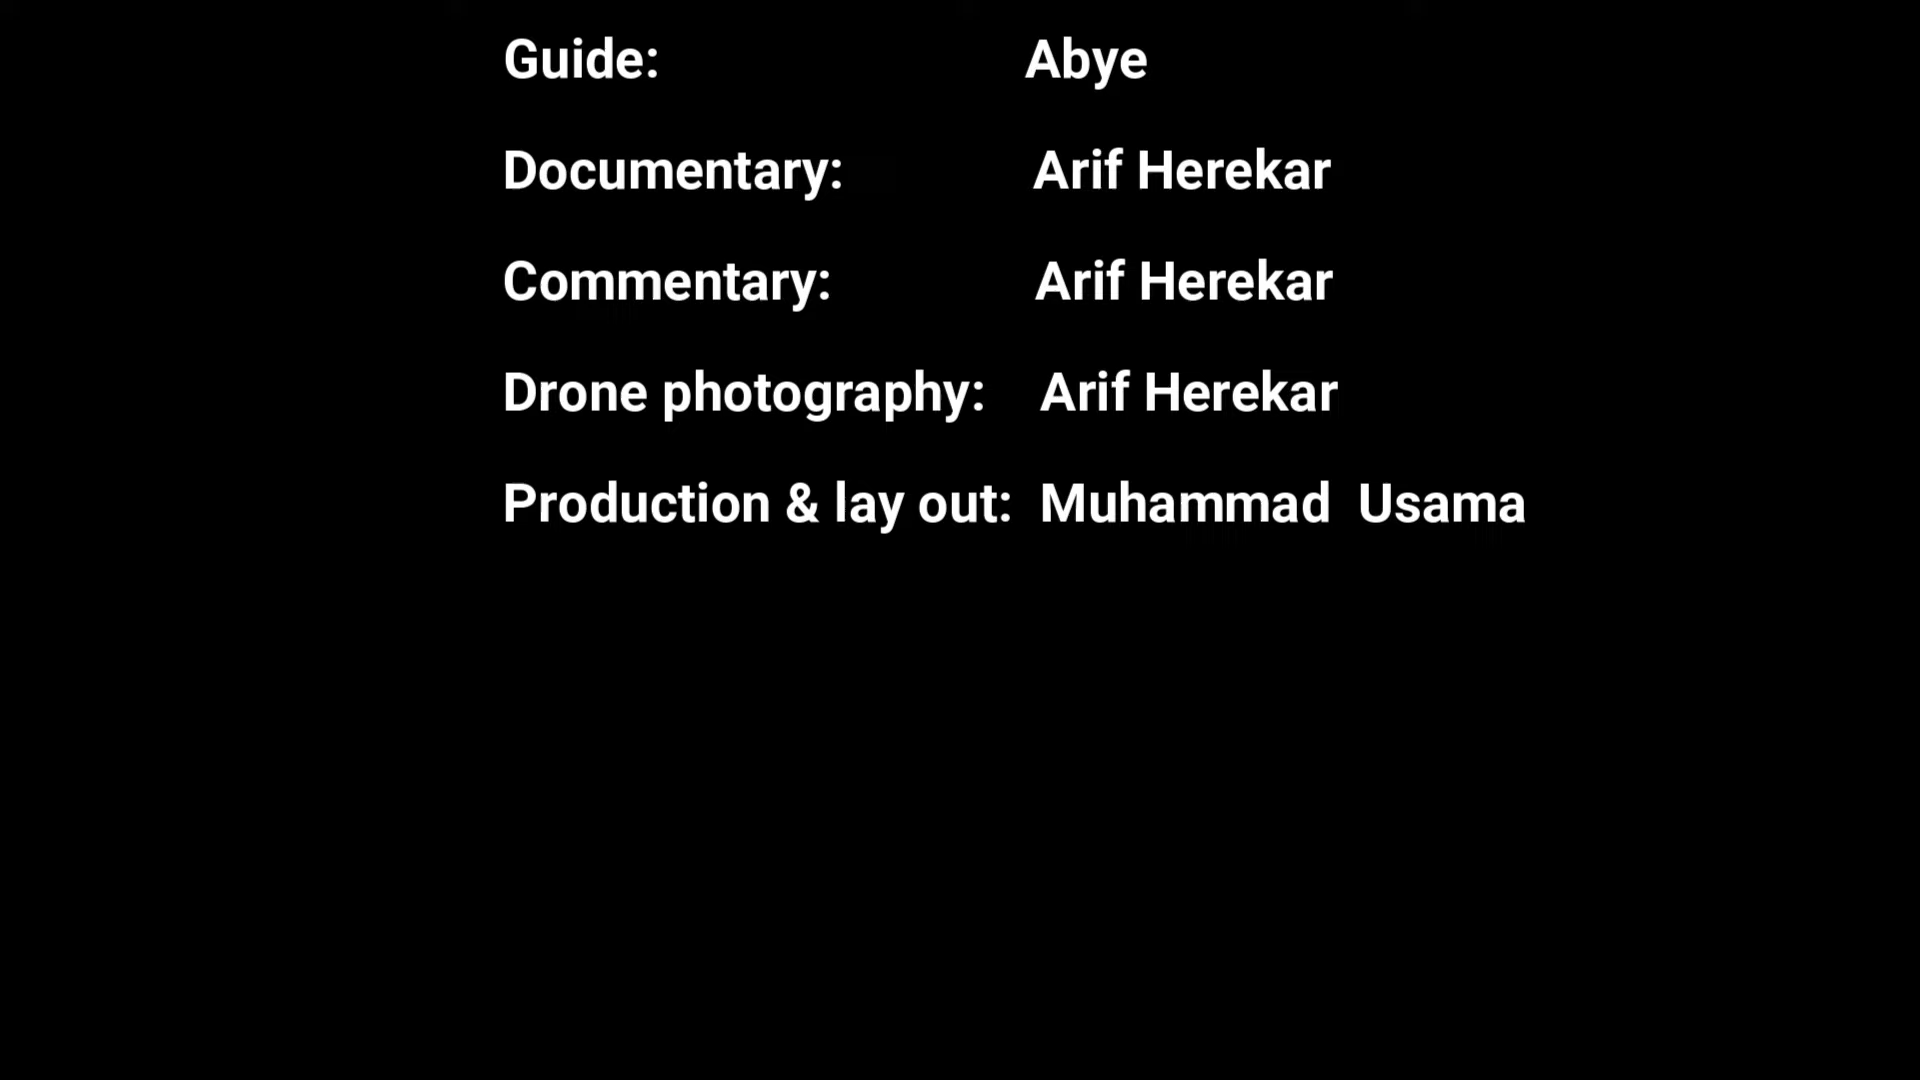 Guide: Abye
Documentary: Arif Herekar
Commentary: Arif Herekar
Drone photography: Arif Herekar
Production & lay out: Muhammad Usama